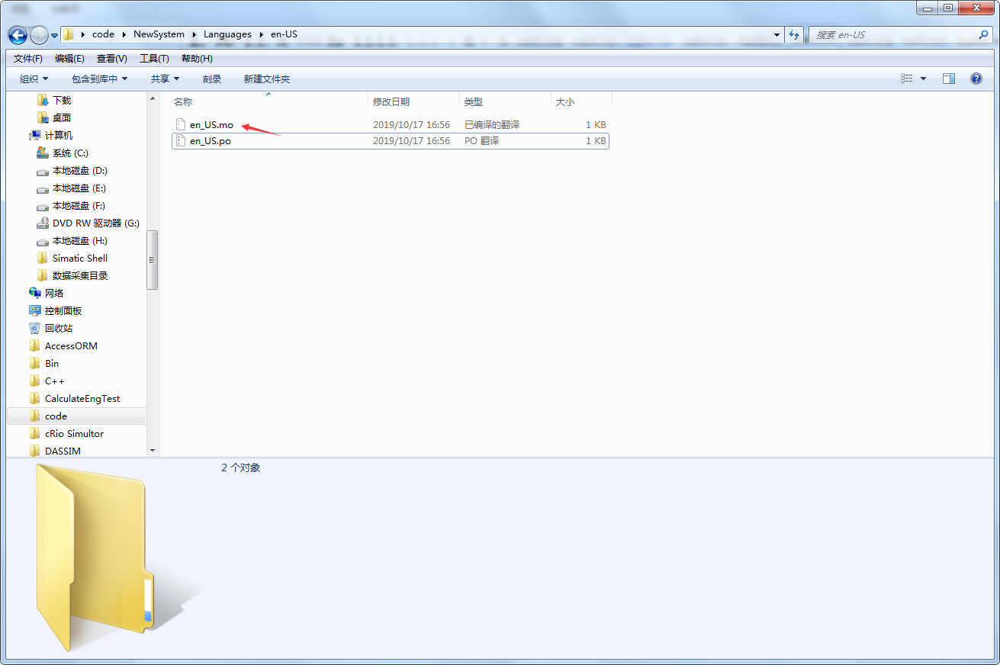 code NewSystem Languages en-US
搜索 en-US
文件(F) 编辑(E) 查看(V) 工具(T) 帮助(H)
组织 包含到库中 共享 刻录 新建文件夹
下载
桌面
计算机
系统 (C:)
本地磁盘 (D:)
本地磁盘 (E:)
本地磁盘 (F:)
DVD RW 驱动器 (G:)
本地磁盘 (H:)
Simatic Shell
数据采集目录
网络
控制面板
回收站
AccessORM
Bin
C++
CalculateEngTest
code
cRio Simultor
DASSIM
名称 修改日期 类型 大小
en_US.mo 2019/10/17 16:56 已编译的翻译 1 KB
en_US.po 2019/10/17 16:56 PO 翻译 1 KB
2 个对象